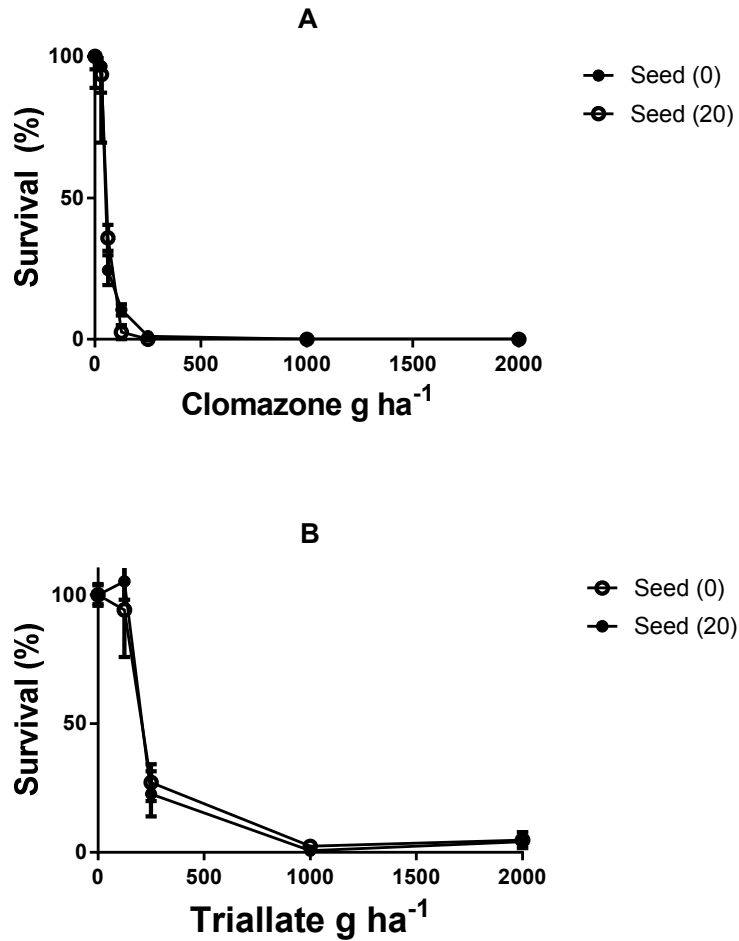 A
100
50
0
Survival (%)
0 500 1000 1500 2000
Clomazone g ha-1
Seed (0)
Seed (20)
B
100
50
0
Survival (%)
0 500 1000 1500 2000
Triallate g ha-1
Seed (0)
Seed (20)